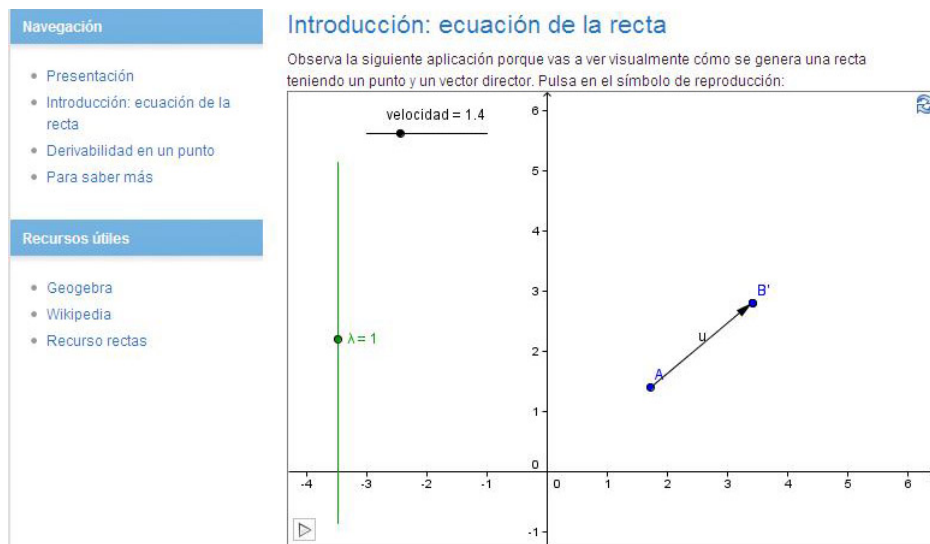 Navegación
Presentación
Introducción: ecuación de la
recta
Derivabilidad en un punto
Para saber más
Recursos útiles
Geogebra
Wikipedia
Recurso rectas
Introducción: ecuación de la recta
Observa la siguiente aplicación porque vas a ver visualmente cómo se genera una recta
teniendo un punto y un vector director. Pulsa en el símbolo de reproducción:
velocidad = 1.4
λ = 1
6
5
4
3
2
1
0
-1
-4 -3 -2 -1 0 1 2 3 4 5 6
B'
u
A